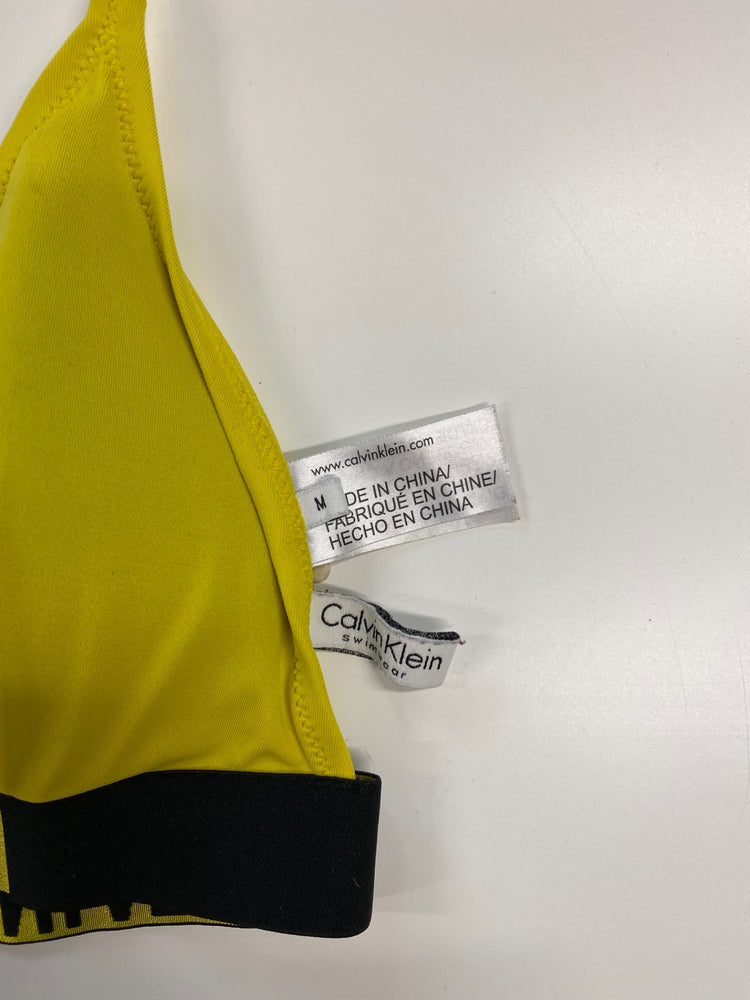 www.calvinklein.com
M
DE IN CHINA/
FABRIQUÉ EN CHINE/
HECHO EN CHINA
Calvin Klein
swimwear